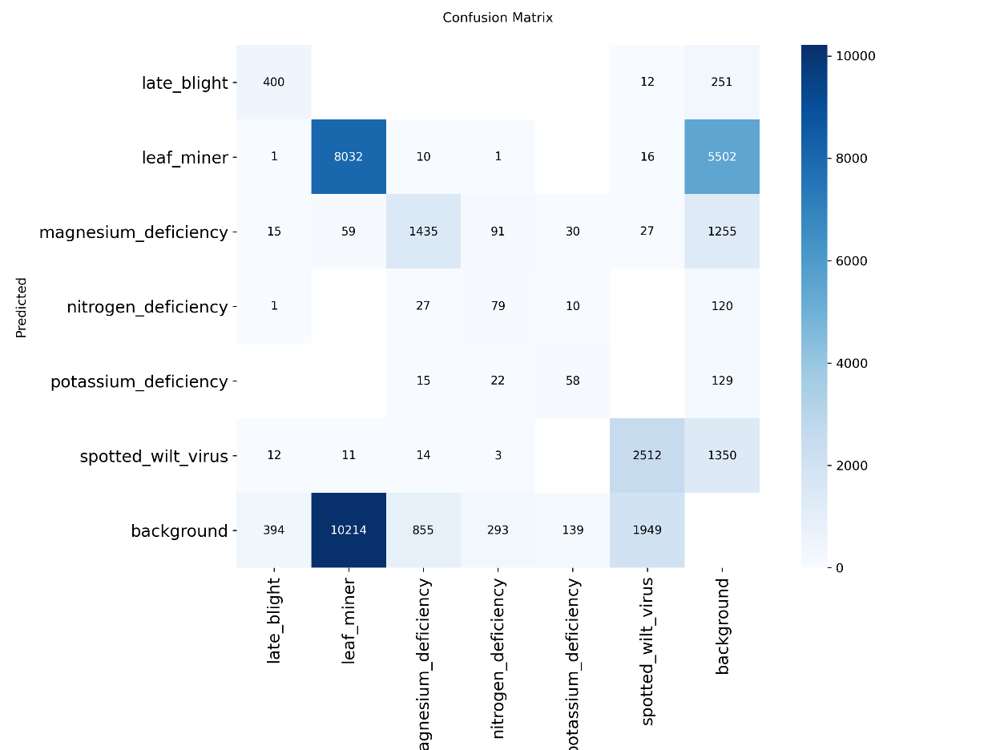 Confusion Matrix
late_blight 400 12 251 10000
leaf_miner 1 8032 10 1 16 5502 8000
magnesium_deficiency 15 59 1435 91 30 27 1255 6000
Predicted
nitrogen_deficiency 1 27 79 10 120 4000
potassium_deficiency 15 22 58 129
spotted_wilt_virus 12 11 14 3 2512 1350 2000
background 394 10214 855 293 139 1949 0
late_blight
leaf_miner
agnesium_deficiency
nitrogen_deficiency
potassium_deficiency
spotted_wilt_virus
background